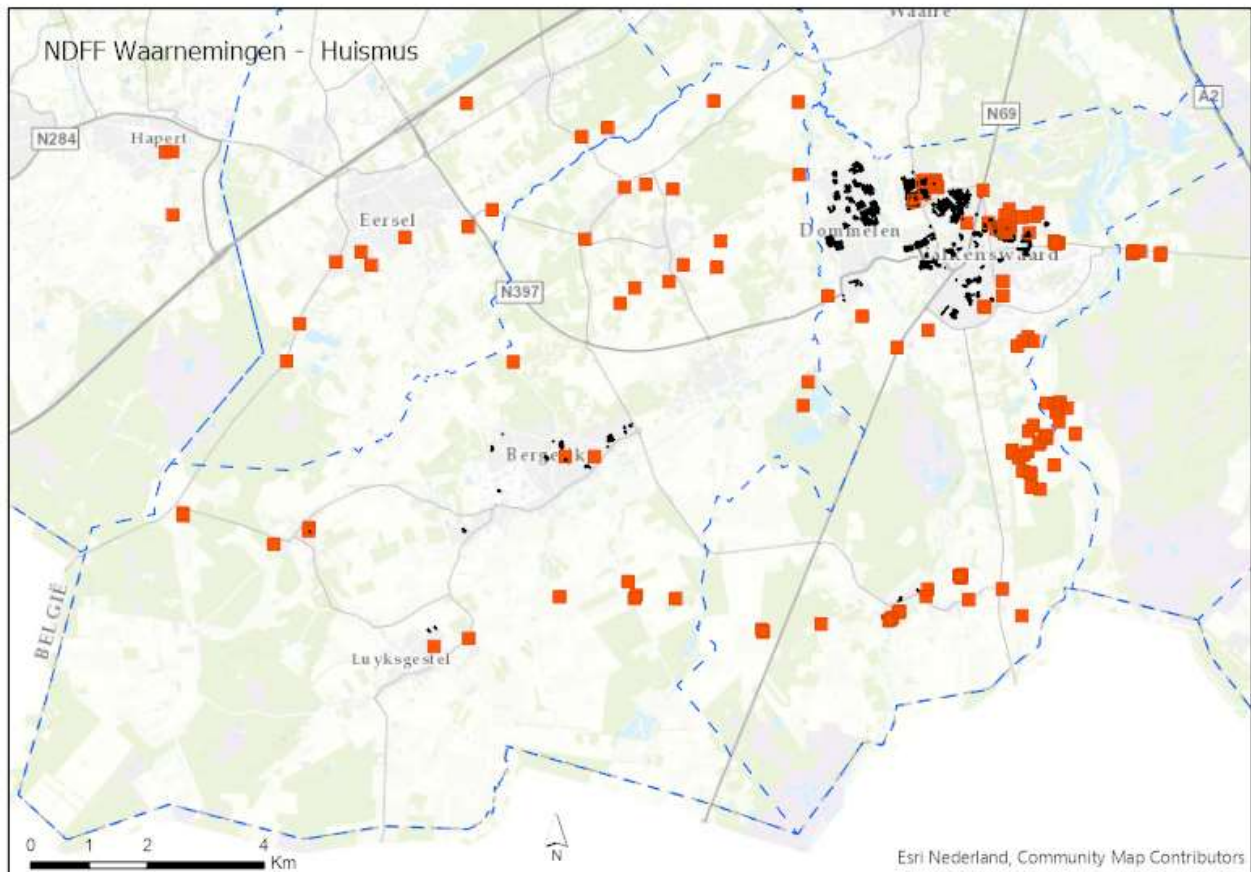 Waalre
NDFF Waarnemingen - Huismus
A2
N69
N284
Hapert
Eersel
Dommelen
Valkenswaard
N397
BELGIË
Luyksgestel
0 1 2 4
Km
N
Esri Nederland, Community Map Contributors